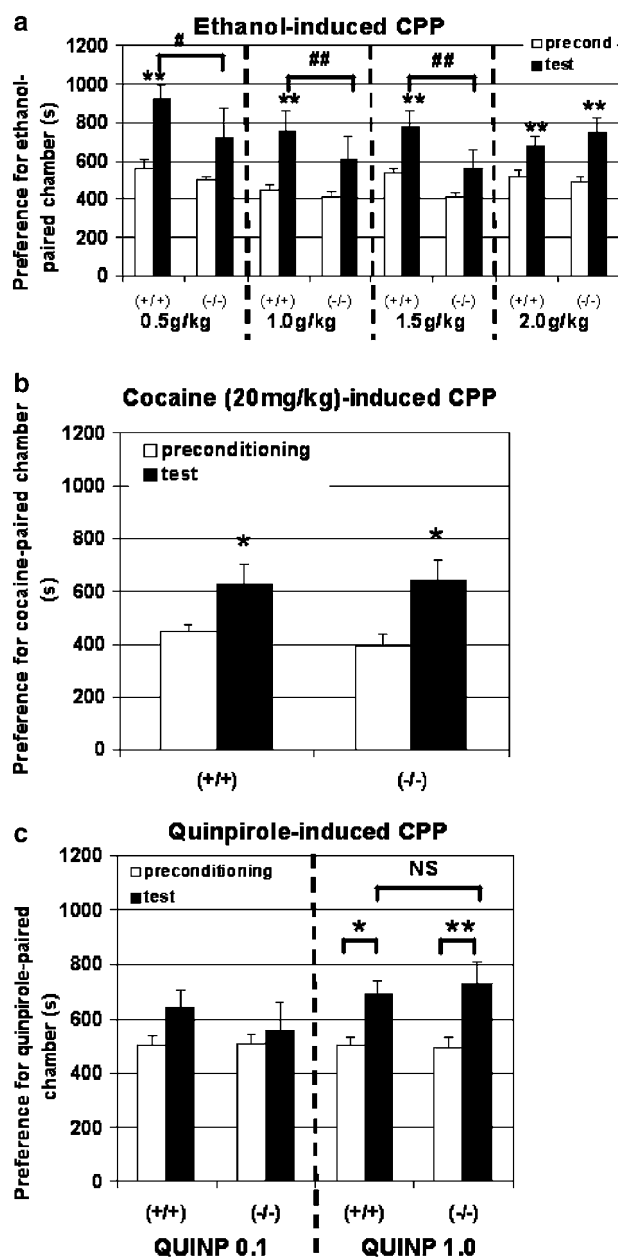 a
Ethanol-induced CPP
precond
test
Preference for ethanol-
paired chamber (s)
1200
1000
800
600
400
200
0
**
#
**
##
**
##
**
**
(+/+) (-/-) (+/+) (-/-) (+/+) (-/-) (+/+) (-/-)
0.5g/kg 1.0g/kg 1.5g/kg 2.0g/kg
b
Cocaine (20mg/kg)-induced CPP
preconditioning
test
Preference for cocaine-paired chamber
(s)
1200
1000
800
600
400
200
0
*
*
(+/+) (-/-)
c
Quinpirole-induced CPP
preconditioning
test
Preference for quinpirole-paired
chamber (s)
1200
1000
800
600
400
200
0
NS
*
**
(+/+) (-/-) (+/+) (-/-)
QUINP 0.1 QUINP 1.0